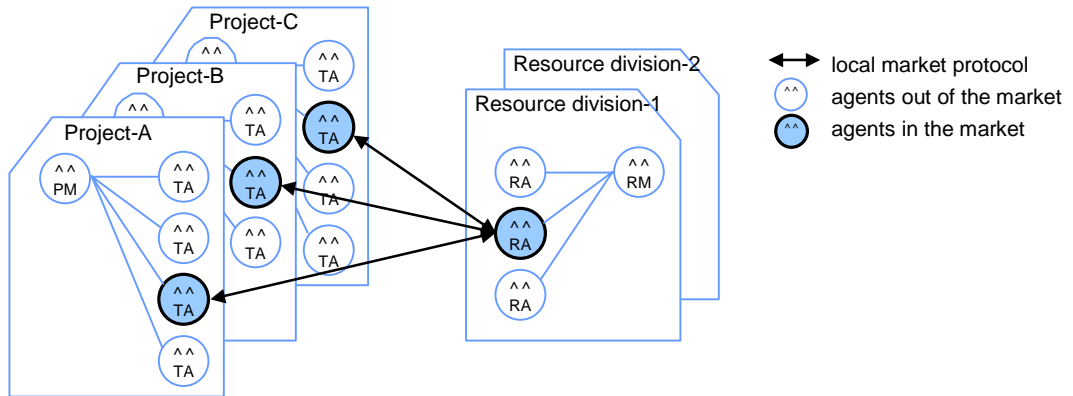 Project-C
^ ^
^ ^
TA
^ ^
TA
^ ^
TA
^ ^
TA
Project-B
^ ^
^ ^
TA
^ ^
TA
^ ^
TA
Project-A
^ ^
PM
^ ^
TA
^ ^
TA
^ ^
TA
^ ^
TA
Resource division-2
Resource division-1
^ ^
RA
^ ^
RM
^ ^
RA
^ ^
RA
local market protocol
^ ^
agents out of the market
^ ^
agents in the market